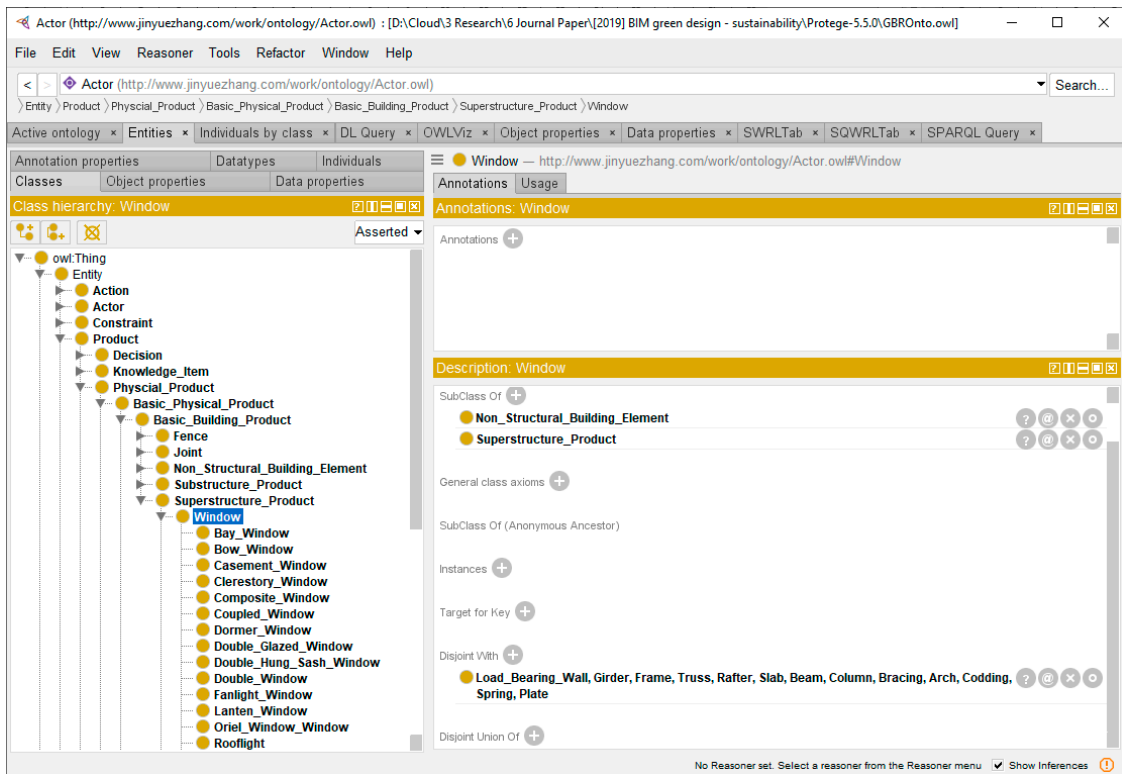 Actor (http://www.jinyuezhang.com/work/ontology/Actor.owl) : [D:\Cloud\3 Research\6 Journal Paper\[2019] BIM green design - sustainability\Protege-5.5.0\GBROnto.owl]
File Edit View Reasoner Tools Refactor Window Help
< > Actor (http://www.jinyuezhang.com/work/ontology/Actor.owl) Search...
Entity Product Physcial_Product Basic_Physical_Product Basic_Building_Product Superstructure_Product Window
Active ontology × Entities × Individuals by class × DL Query × OWLViz × Object properties × Data properties × SWRLTab × SQWRLTab × SPARQL Query ×
Annotation properties Datatypes Individuals
Classes Object properties Data properties
Class hierarchy: Window
Asserted
owl:Thing
Entity
Action
Actor
Constraint
Product
Decision
Knowledge_Item
Physcial_Product
Basic_Physical_Product
Basic_Building_Product
Fence
Joint
Non_Structural_Building_Element
Substructure_Product
Superstructure_Product
Window
Bay_Window
Bow_Window
Casement_Window
Clerestory_Window
Composite_Window
Coupled_Window
Dormer_Window
Double_Glazed_Window
Double_Hung_Sash_Window
Double_Window
Fanlight_Window
Lanten_Window
Oriel_Window_Window
Rooflight
Window — http://www.jinyuezhang.com/work/ontology/Actor.owl#Window
Annotations Usage
Annotations: Window
Annotations
Description: Window
SubClass Of
Non_Structural_Building_Element
Superstructure_Product
General class axioms
SubClass Of (Anonymous Ancestor)
Instances
Target for Key
Disjoint With
Load_Bearing_Wall, Girder, Frame, Truss, Rafter, Slab, Beam, Column, Bracing, Arch, Codding,
Spring, Plate
Disjoint Union Of
No Reasoner set. Select a reasoner from the Reasoner menu Show Inferences